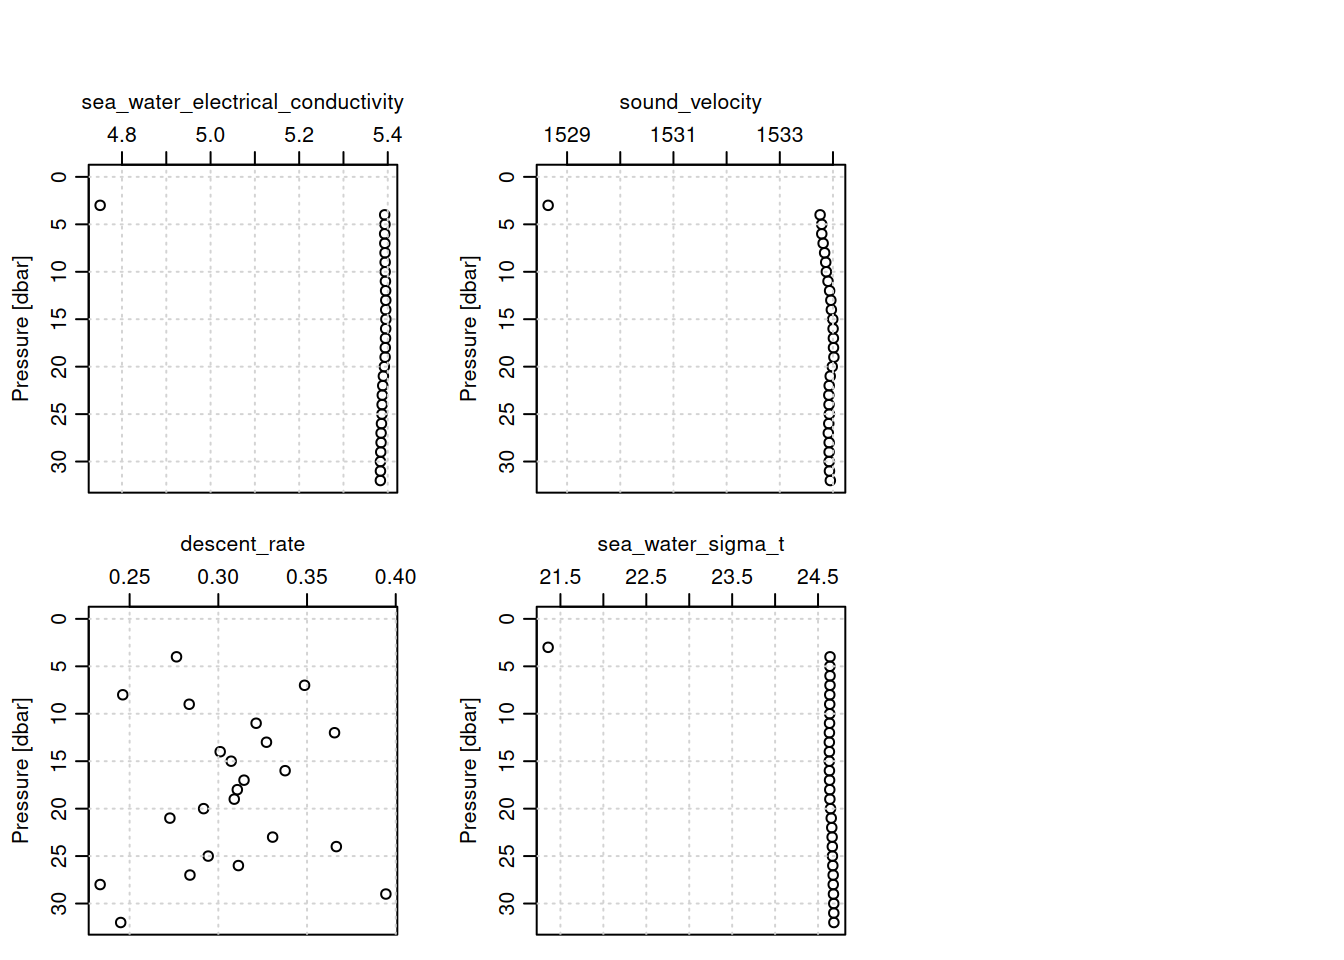 sea_water_electrical_conductivity
4.8 5.0 5.2 5.4
Pressure [dbar]
0 5 10 15 20 25 30
sound_velocity
1529 1531 1533
Pressure [dbar]
0 5 10 15 20 25 30
descent_rate
0.25 0.30 0.35 0.40
Pressure [dbar]
0 5 10 15 20 25 30
sea_water_sigma_t
21.5 22.5 23.5 24.5
Pressure [dbar]
0 5 10 15 20 25 30